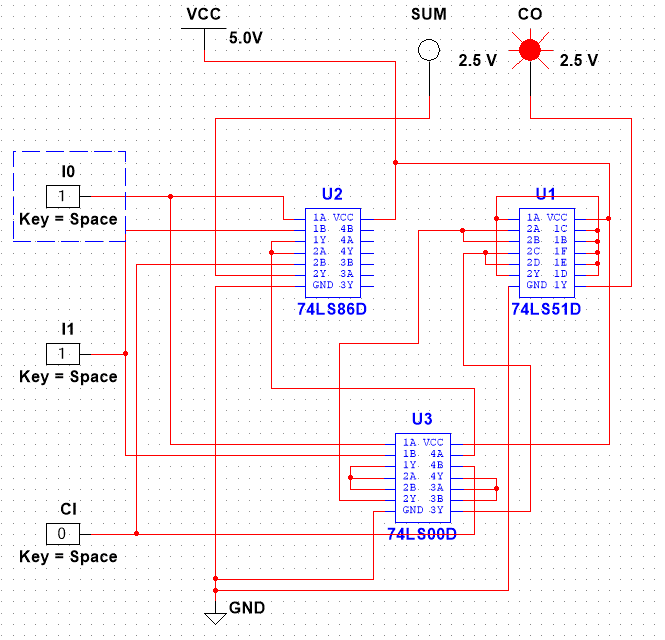 VCC
5.0V
SUM
2.5 V
CO
2.5 V
I0
1
Key = Space
U2
1A VCC
1B 4B
1Y 4A
2A 4Y
2B 3B
2Y 3A
GND 3Y
74LS86D
U1
1A VCC
2A 1C
2B 1B
2C 1F
2D 1E
2Y 1D
GND 1Y
74LS51D
I1
1
Key = Space
U3
1A VCC
1B 4A
1Y 4B
2A 4Y
2B 3A
2Y 3B
GND 3Y
74LS00D
CI
0
Key = Space
GND